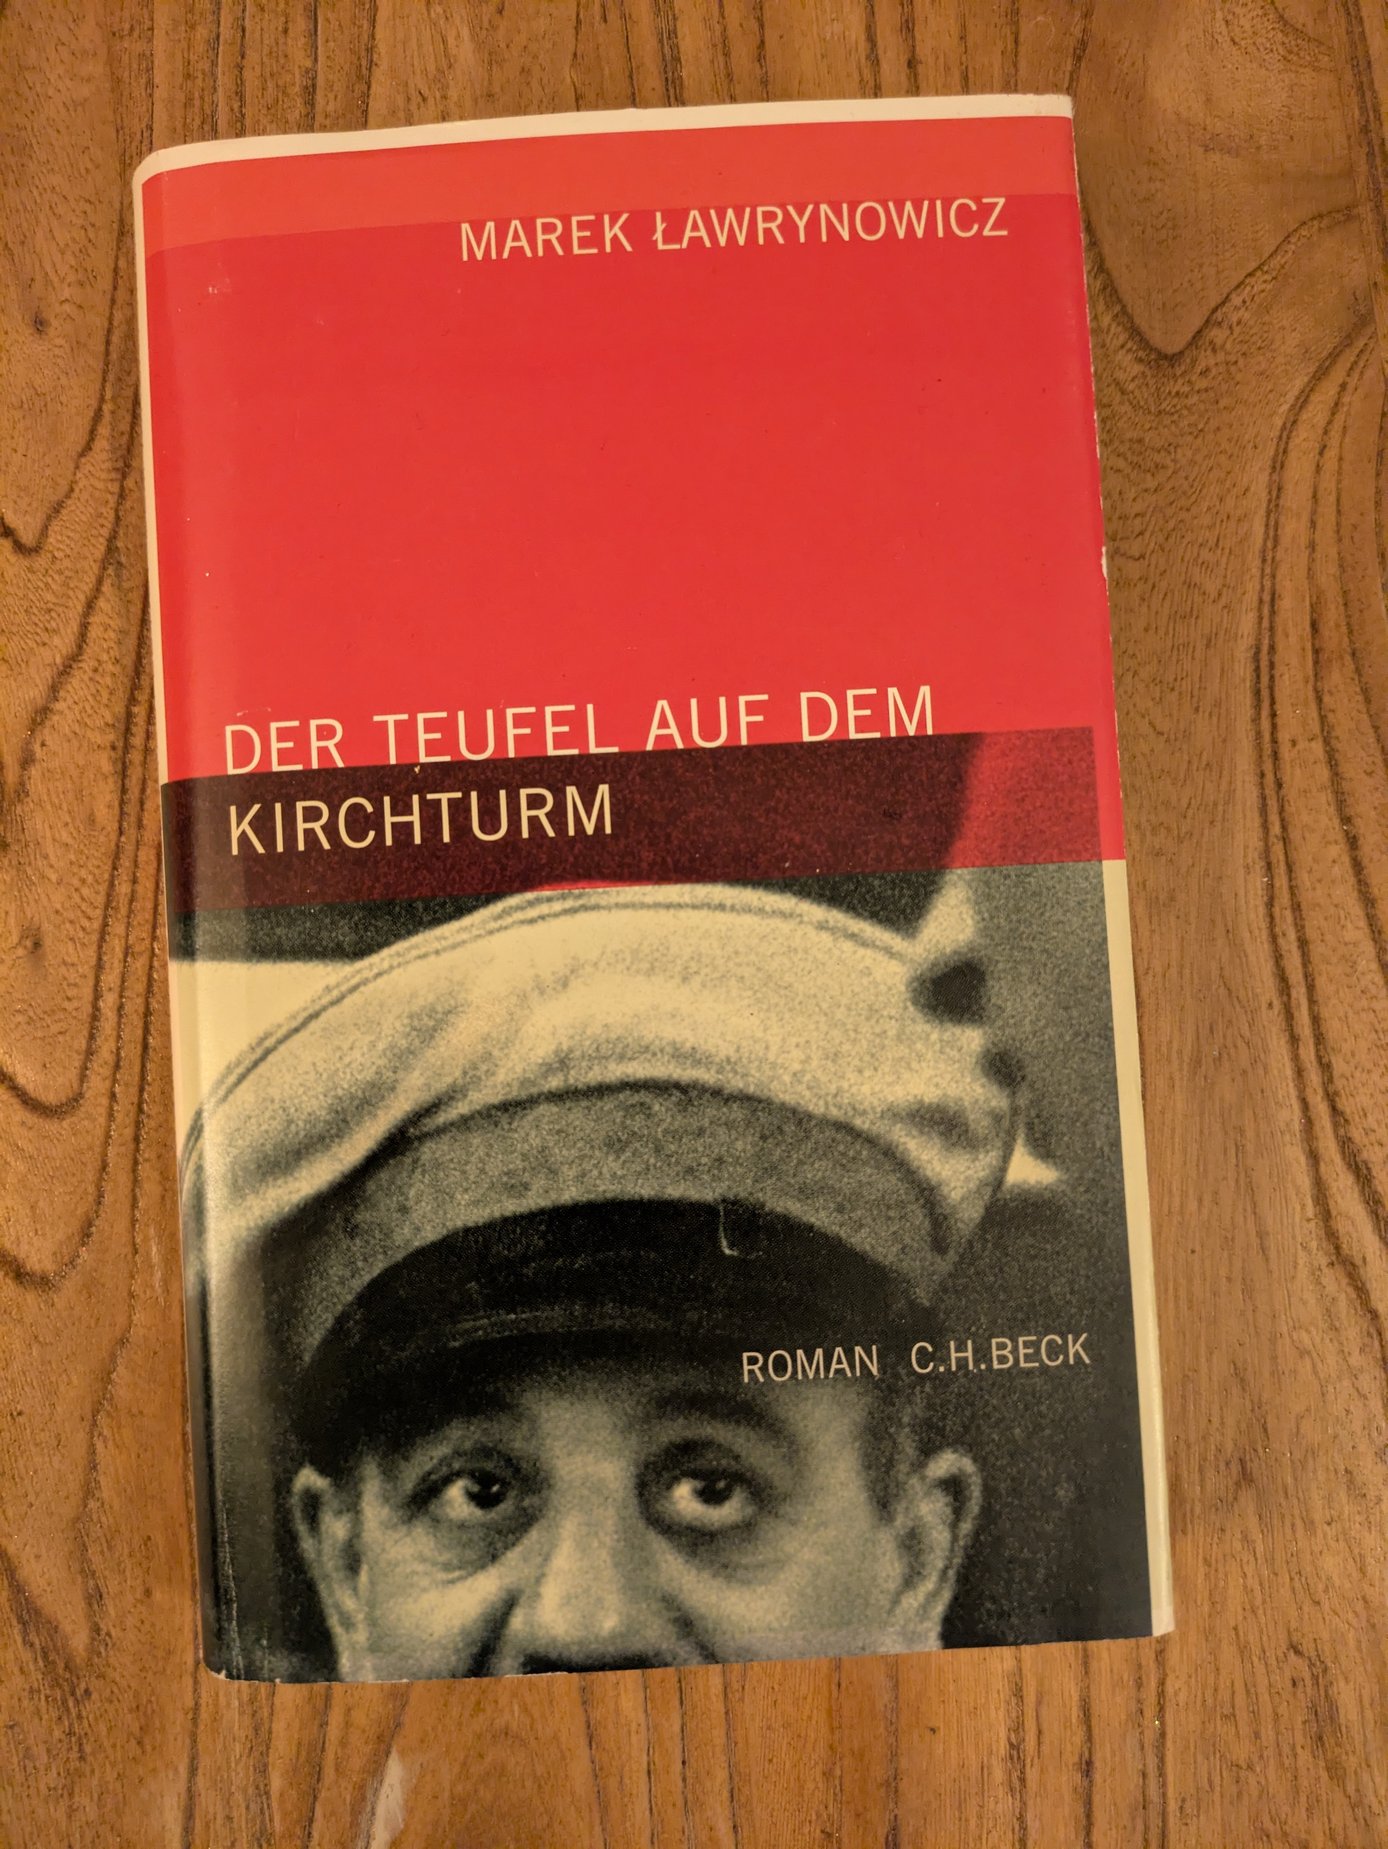 MAREK ŁAWRYNOWICZ
DER TEUFEL AUF DEM
KIRCHTURM
ROMAN C.H.BECK